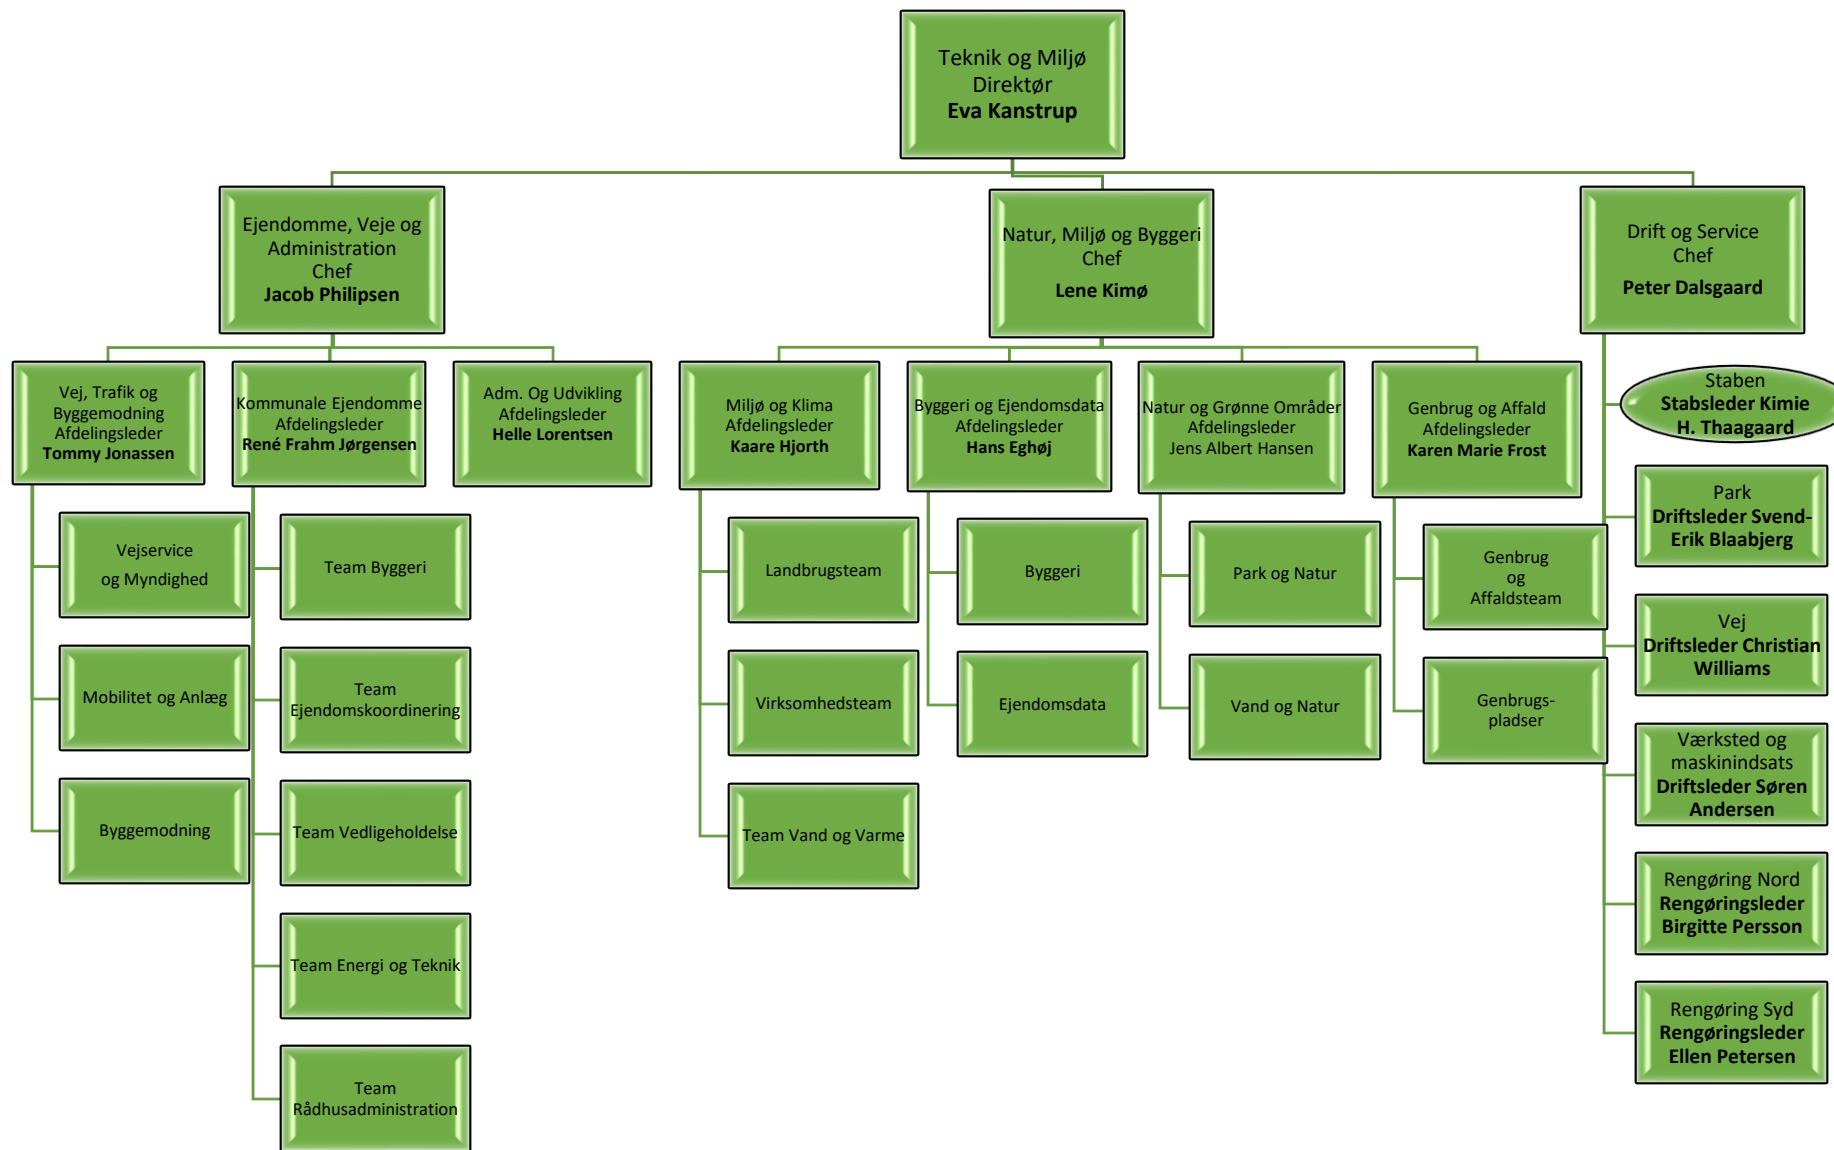 Teknik og Miljø
Direktør
Eva Kanstrup
Ejendomme, Veje og
Administration
Chef
Jacob Philipsen
Natur, Miljø og Byggeri
Chef
Lene Kimø
Drift og Service
Chef
Peter Dalsgaard
Vej, Trafik og
Byggemodning
Afdelingsleder
Tommy Jonassen
Kommunale Ejendomme
Afdelingsleder
René Frahm Jørgensen
Adm. Og Udvikling
Afdelingsleder
Helle Lorentsen
Miljø og Klima
Afdelingsleder
Kaare Hjorth
Byggeri og Ejendomsdata
Afdelingsleder
Hans Eghøj
Natur og Grønne Områder
Afdelingsleder
Jens Albert Hansen
Genbrug og Affald
Afdelingsleder
Karen Marie Frost
Staben
Stabsleder Kimie
H. Thaagaard
Vejservice
og Myndighed
Mobilitet og Anlæg
Byggemodning
Team Byggeri
Team
Ejendomskoordinering
Team Vedligeholdelse
Team Energi og Teknik
Team
Rådhusadministration
Landbrugsteam
Virksomhedsteam
Team Vand og Varme
Byggeri
Ejendomsdata
Park og Natur
Vand og Natur
Genbrug
og
Affaldsteam
Genbrugs-
pladser
Park
Driftsleder Svend-
Erik Blaabjerg
Vej
Driftsleder Christian
Williams
Værksted og
maskinindsats
Driftsleder Søren
Andersen
Rengøring Nord
Rengøringsleder
Birgitte Persson
Rengøring Syd
Rengøringsleder
Ellen Petersen